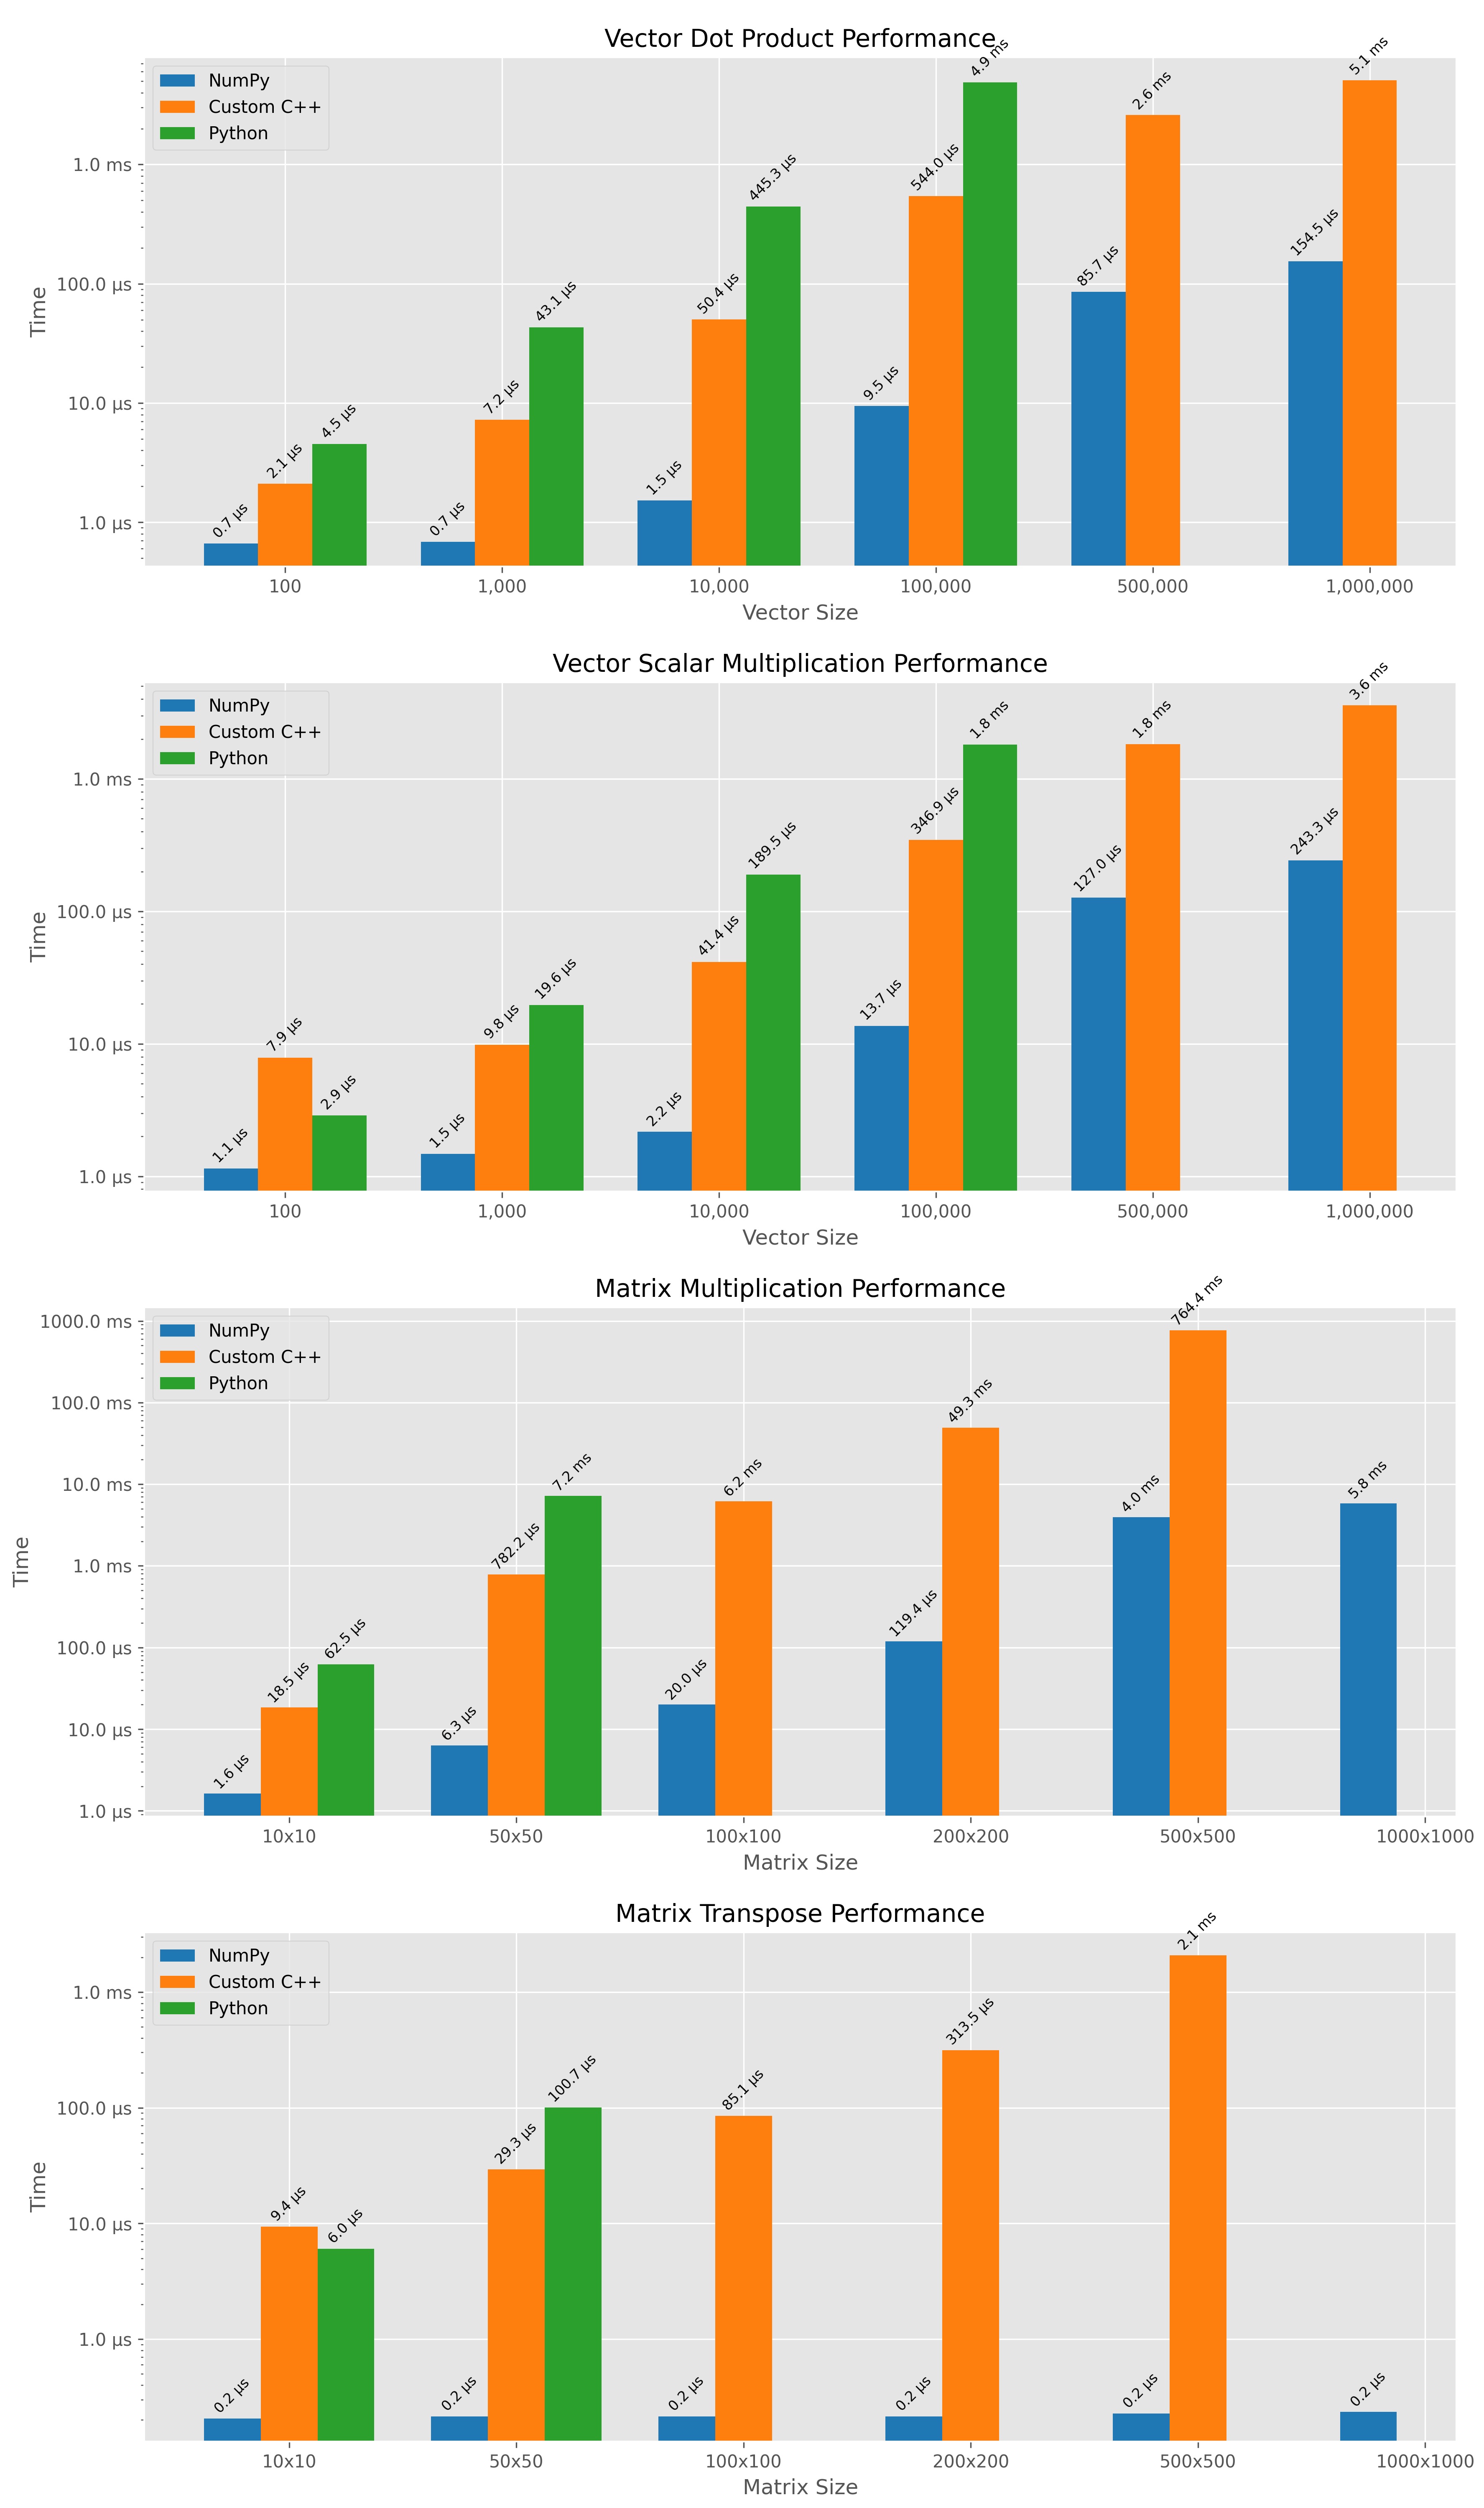 Vector Dot Product Performance
NumPy
Custom C++
Python
Time
1.0 ms
100.0 µs
10.0 µs
1.0 µs
0.7 µs
2.1 µs
4.5 µs
0.7 µs
7.2 µs
43.1 µs
1.5 µs
50.4 µs
445.3 µs
9.5 µs
544.0 µs
4.9 ms
85.7 µs
2.6 ms
154.5 µs
5.1 ms
100 1,000 10,000 100,000 500,000 1,000,000
Vector Size
Vector Scalar Multiplication Performance
NumPy
Custom C++
Python
Time
1.0 ms
100.0 µs
10.0 µs
1.0 µs
1.1 µs
7.9 µs
2.9 µs
1.5 µs
9.8 µs
19.6 µs
2.2 µs
41.4 µs
189.5 µs
13.7 µs
346.9 µs
1.8 ms
127.0 µs
1.8 ms
243.3 µs
3.6 ms
100 1,000 10,000 100,000 500,000 1,000,000
Vector Size
Matrix Multiplication Performance
NumPy
Custom C++
Python
Time
1000.0 ms
100.0 ms
10.0 ms
1.0 ms
100.0 µs
10.0 µs
1.0 µs
1.6 µs
18.5 µs
62.5 µs
6.3 µs
782.2 µs
7.2 ms
20.0 µs
6.2 ms
119.4 µs
49.3 ms
4.0 ms
764.4 ms
5.8 ms
10x10 50x50 100x100 200x200 500x500 1000x1000
Matrix Size
Matrix Transpose Performance
NumPy
Custom C++
Python
Time
1.0 ms
100.0 µs
10.0 µs
1.0 µs
0.2 µs
9.4 µs
6.0 µs
0.2 µs
29.3 µs
100.7 µs
0.2 µs
85.1 µs
0.2 µs
313.5 µs
0.2 µs
2.1 ms
0.2 µs
10x10 50x50 100x100 200x200 500x500 1000x1000
Matrix Size